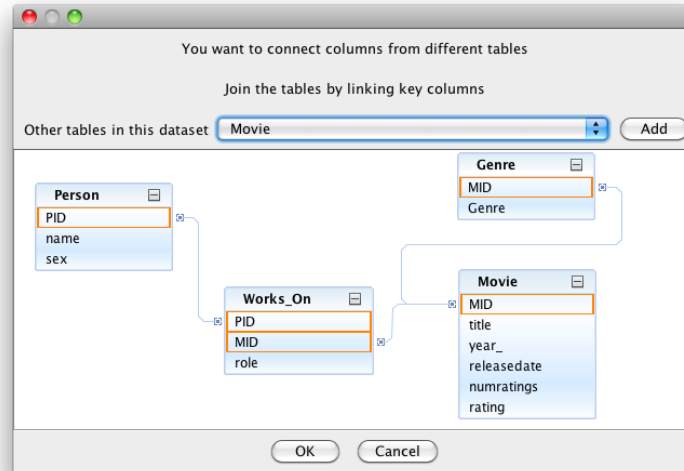 You want to connect columns from different tables
Join the tables by linking key columns
Other tables in this dataset Movie Add
Genre
MID
Genre
Person
PID
name
sex
Works_On
PID
MID
role
Movie
MID
title
year_
releasedate
numratings
rating
OK Cancel